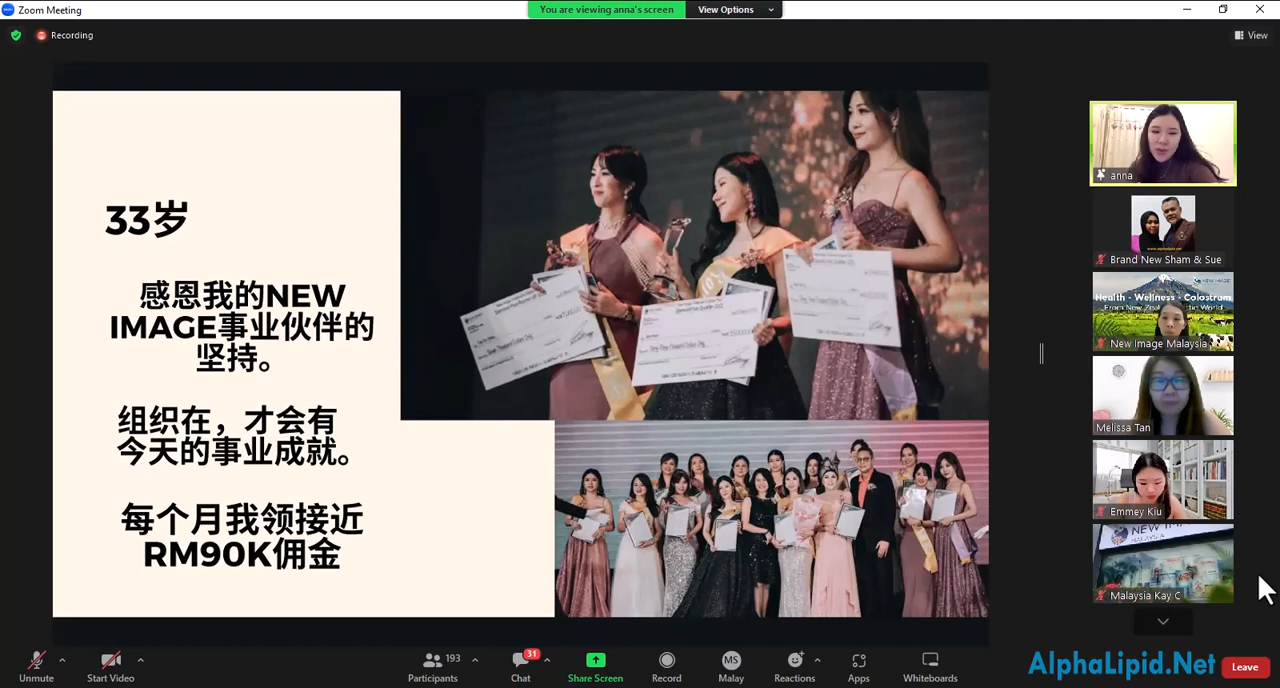 Zoom Meeting
You are viewing anna's screen
View Options
Recording
View
33岁
感恩我的NEW
IMAGE事业伙伴的
坚持。
组织在，才会有
今天的事业成就。
每个月我领接近
RM90K佣金
anna
www.alphalipid.net
Brand New Sham & Sue
Health - Wellness - Colostrum
New Image Malaysia
Melissa Tan
Emmey Kiu
Malaysia Kay C
Unmute
Start Video
193
Participants
31
Chat
Share Screen
Record
MS
Malay
Reactions
Apps
Whiteboards
AlphaLipid.Net
Leave